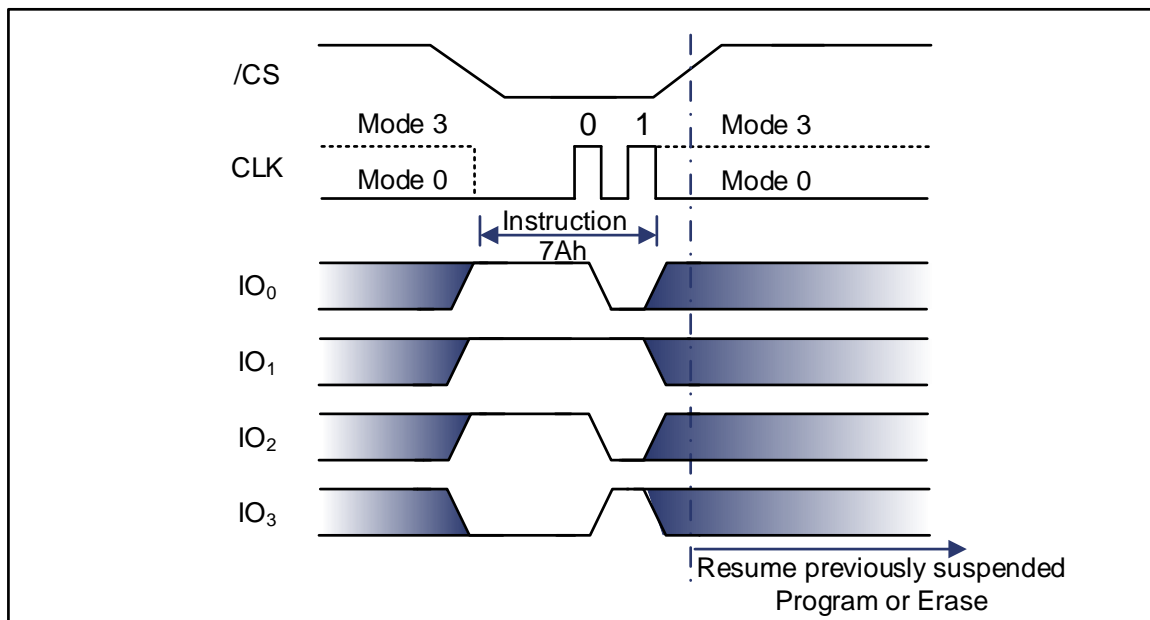 /CS
Mode 3 0 1 Mode 3
CLK
Mode 0 Mode 0
Instruction
7Ah
IO₀
IO₁
IO₂
IO₃
Resume previously suspended
Program or Erase